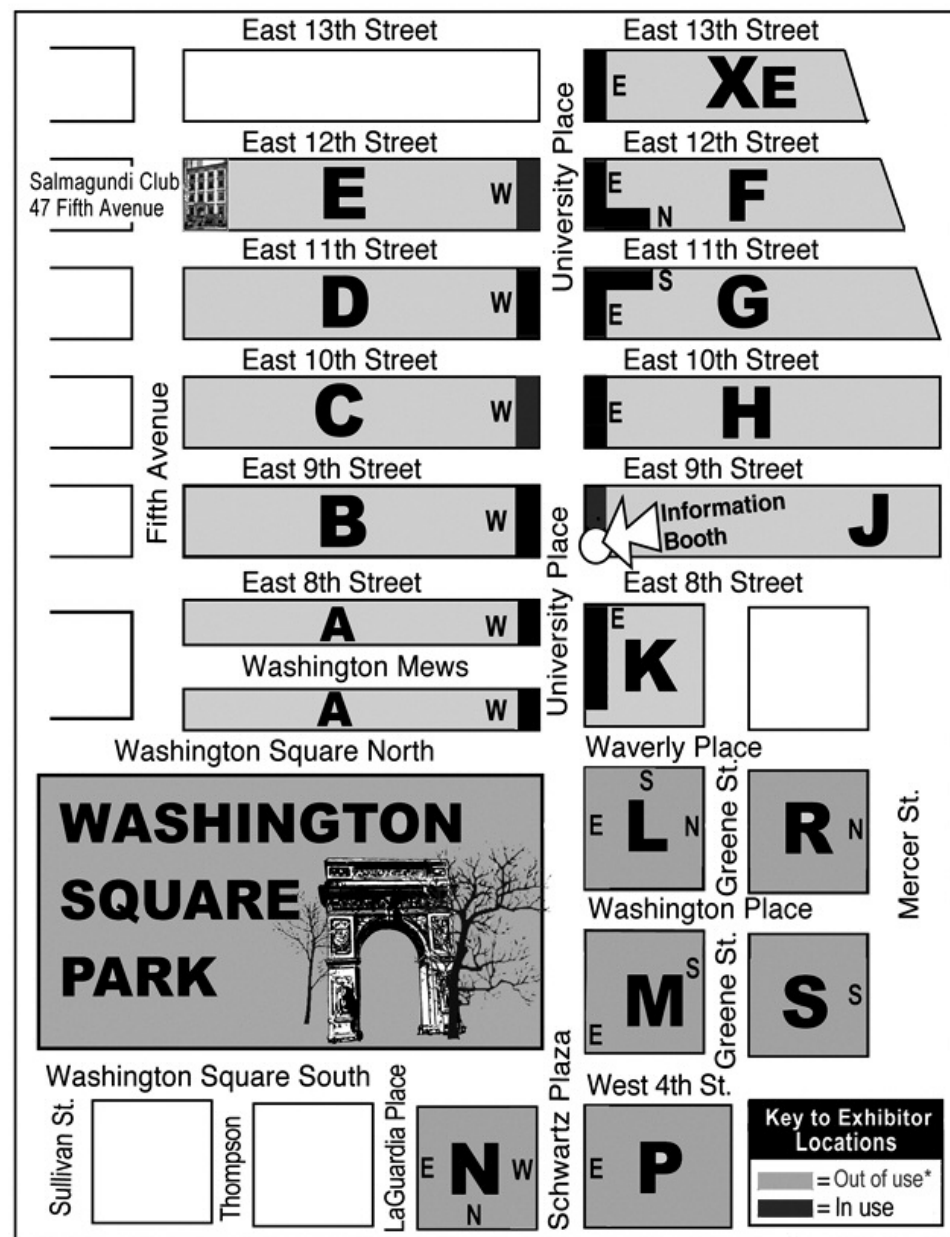 East 13th Street
East 13th Street
E
XE
University Place
East 12th Street
East 12th Street
Salmagundi Club
47 Fifth Avenue
E
W
E
F
N
East 11th Street
East 11th Street
D
W
S
G
E
East 10th Street
East 10th Street
C
W
E
H
Fifth Avenue
East 9th Street
East 9th Street
B
W
Information
Booth
J
University Place
East 8th Street
East 8th Street
A
W
E
K
Washington Mews
A
W
Washington Square North
Waverly Place
WASHINGTON
SQUARE
PARK
S
E
L
N
Greene St.
R
N
Mercer St.
Washington Place
S
M
E
Greene St.
S
S
Washington Square South
West 4th St.
Sullivan St.
Thompson
LaGuardia Place
E
N
W
N
Schwartz Plaza
E
P
Key to Exhibitor
Locations
= Out of use*
= In use